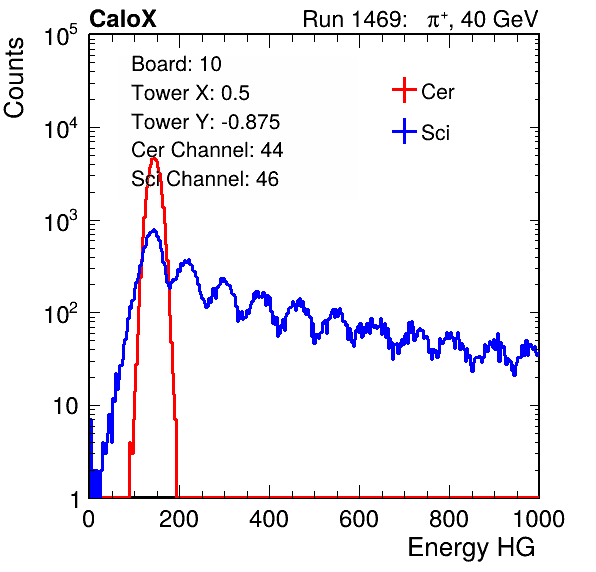 CaloX Run 1469: π⁺, 40 GeV
Counts
10⁵
10⁴
10³
10²
10
1
Board: 10
Tower X: 0.5
Tower Y: -0.875
Cer Channel: 44
Sci Channel: 46
Cer
Sci
0 200 400 600 800 1000
Energy HG